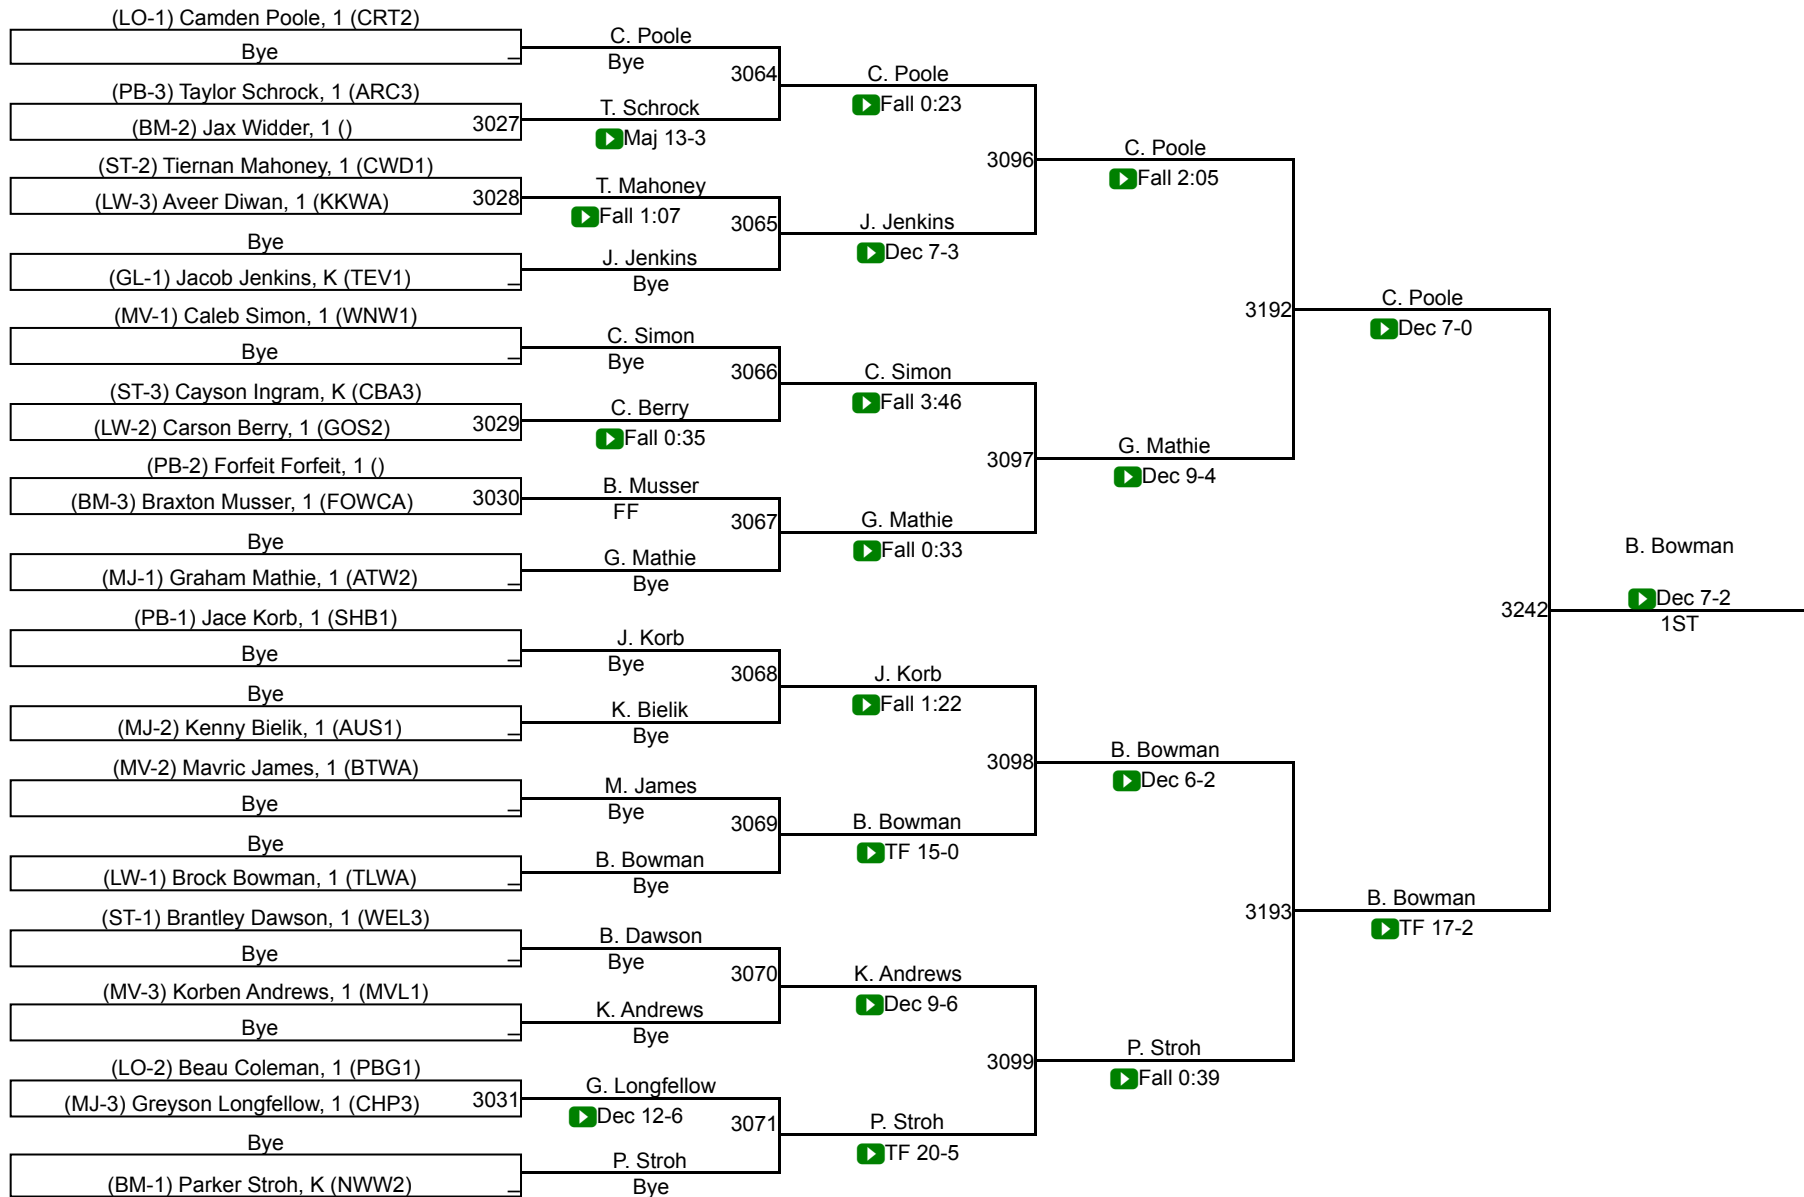 (LO-1) Camden Poole, 1 (CRT2)
Bye
(PB-3) Taylor Schrock, 1 (ARC3)
(BM-2) Jax Widder, 1 ()
3027
(ST-2) Tiernan Mahoney, 1 (CWD1)
(LW-3) Aveer Diwan, 1 (KKWA)
3028
Bye
(GL-1) Jacob Jenkins, K (TEV1)
(MV-1) Caleb Simon, 1 (WNW1)
Bye
(ST-3) Cayson Ingram, K (CBA3)
(LW-2) Carson Berry, 1 (GOS2)
3029
(PB-2) Forfeit Forfeit, 1 ()
(BM-3) Braxton Musser, 1 (FOWCA)
3030
Bye
(MJ-1) Graham Mathie, 1 (ATW2)
(PB-1) Jace Korb, 1 (SHB1)
Bye
Bye
(MJ-2) Kenny Bielik, 1 (AUS1)
(MV-2) Mavric James, 1 (BTWA)
Bye
Bye
(LW-1) Brock Bowman, 1 (TLWA)
(ST-1) Brantley Dawson, 1 (WEL3)
Bye
(MV-3) Korben Andrews, 1 (MVL1)
Bye
(LO-2) Beau Coleman, 1 (PBG1)
(MJ-3) Greyson Longfellow, 1 (CHP3)
3031
Bye
(BM-1) Parker Stroh, K (NWW2)
C. Poole
Bye
3064
T. Schrock
Maj 13-3
T. Mahoney
Fall 1:07
3065
J. Jenkins
Bye
C. Simon
Bye
3066
C. Berry
Fall 0:35
B. Musser
FF
3067
G. Mathie
Bye
J. Korb
Bye
3068
K. Bielik
Bye
M. James
Bye
3069
B. Bowman
Bye
B. Dawson
Bye
3070
K. Andrews
Bye
G. Longfellow
Dec 12-6
3071
P. Stroh
Bye
C. Poole
Fall 0:23
3096
J. Jenkins
Dec 7-3
C. Simon
Fall 3:46
3097
G. Mathie
Fall 0:33
J. Korb
Fall 1:22
3098
B. Bowman
TF 15-0
K. Andrews
Dec 9-6
3099
P. Stroh
TF 20-5
C. Poole
Fall 2:05
3192
G. Mathie
Dec 9-4
B. Bowman
Dec 6-2
3193
P. Stroh
Fall 0:39
C. Poole
Dec 7-0
3242
B. Bowman
TF 17-2
B. Bowman
Dec 7-2
1ST